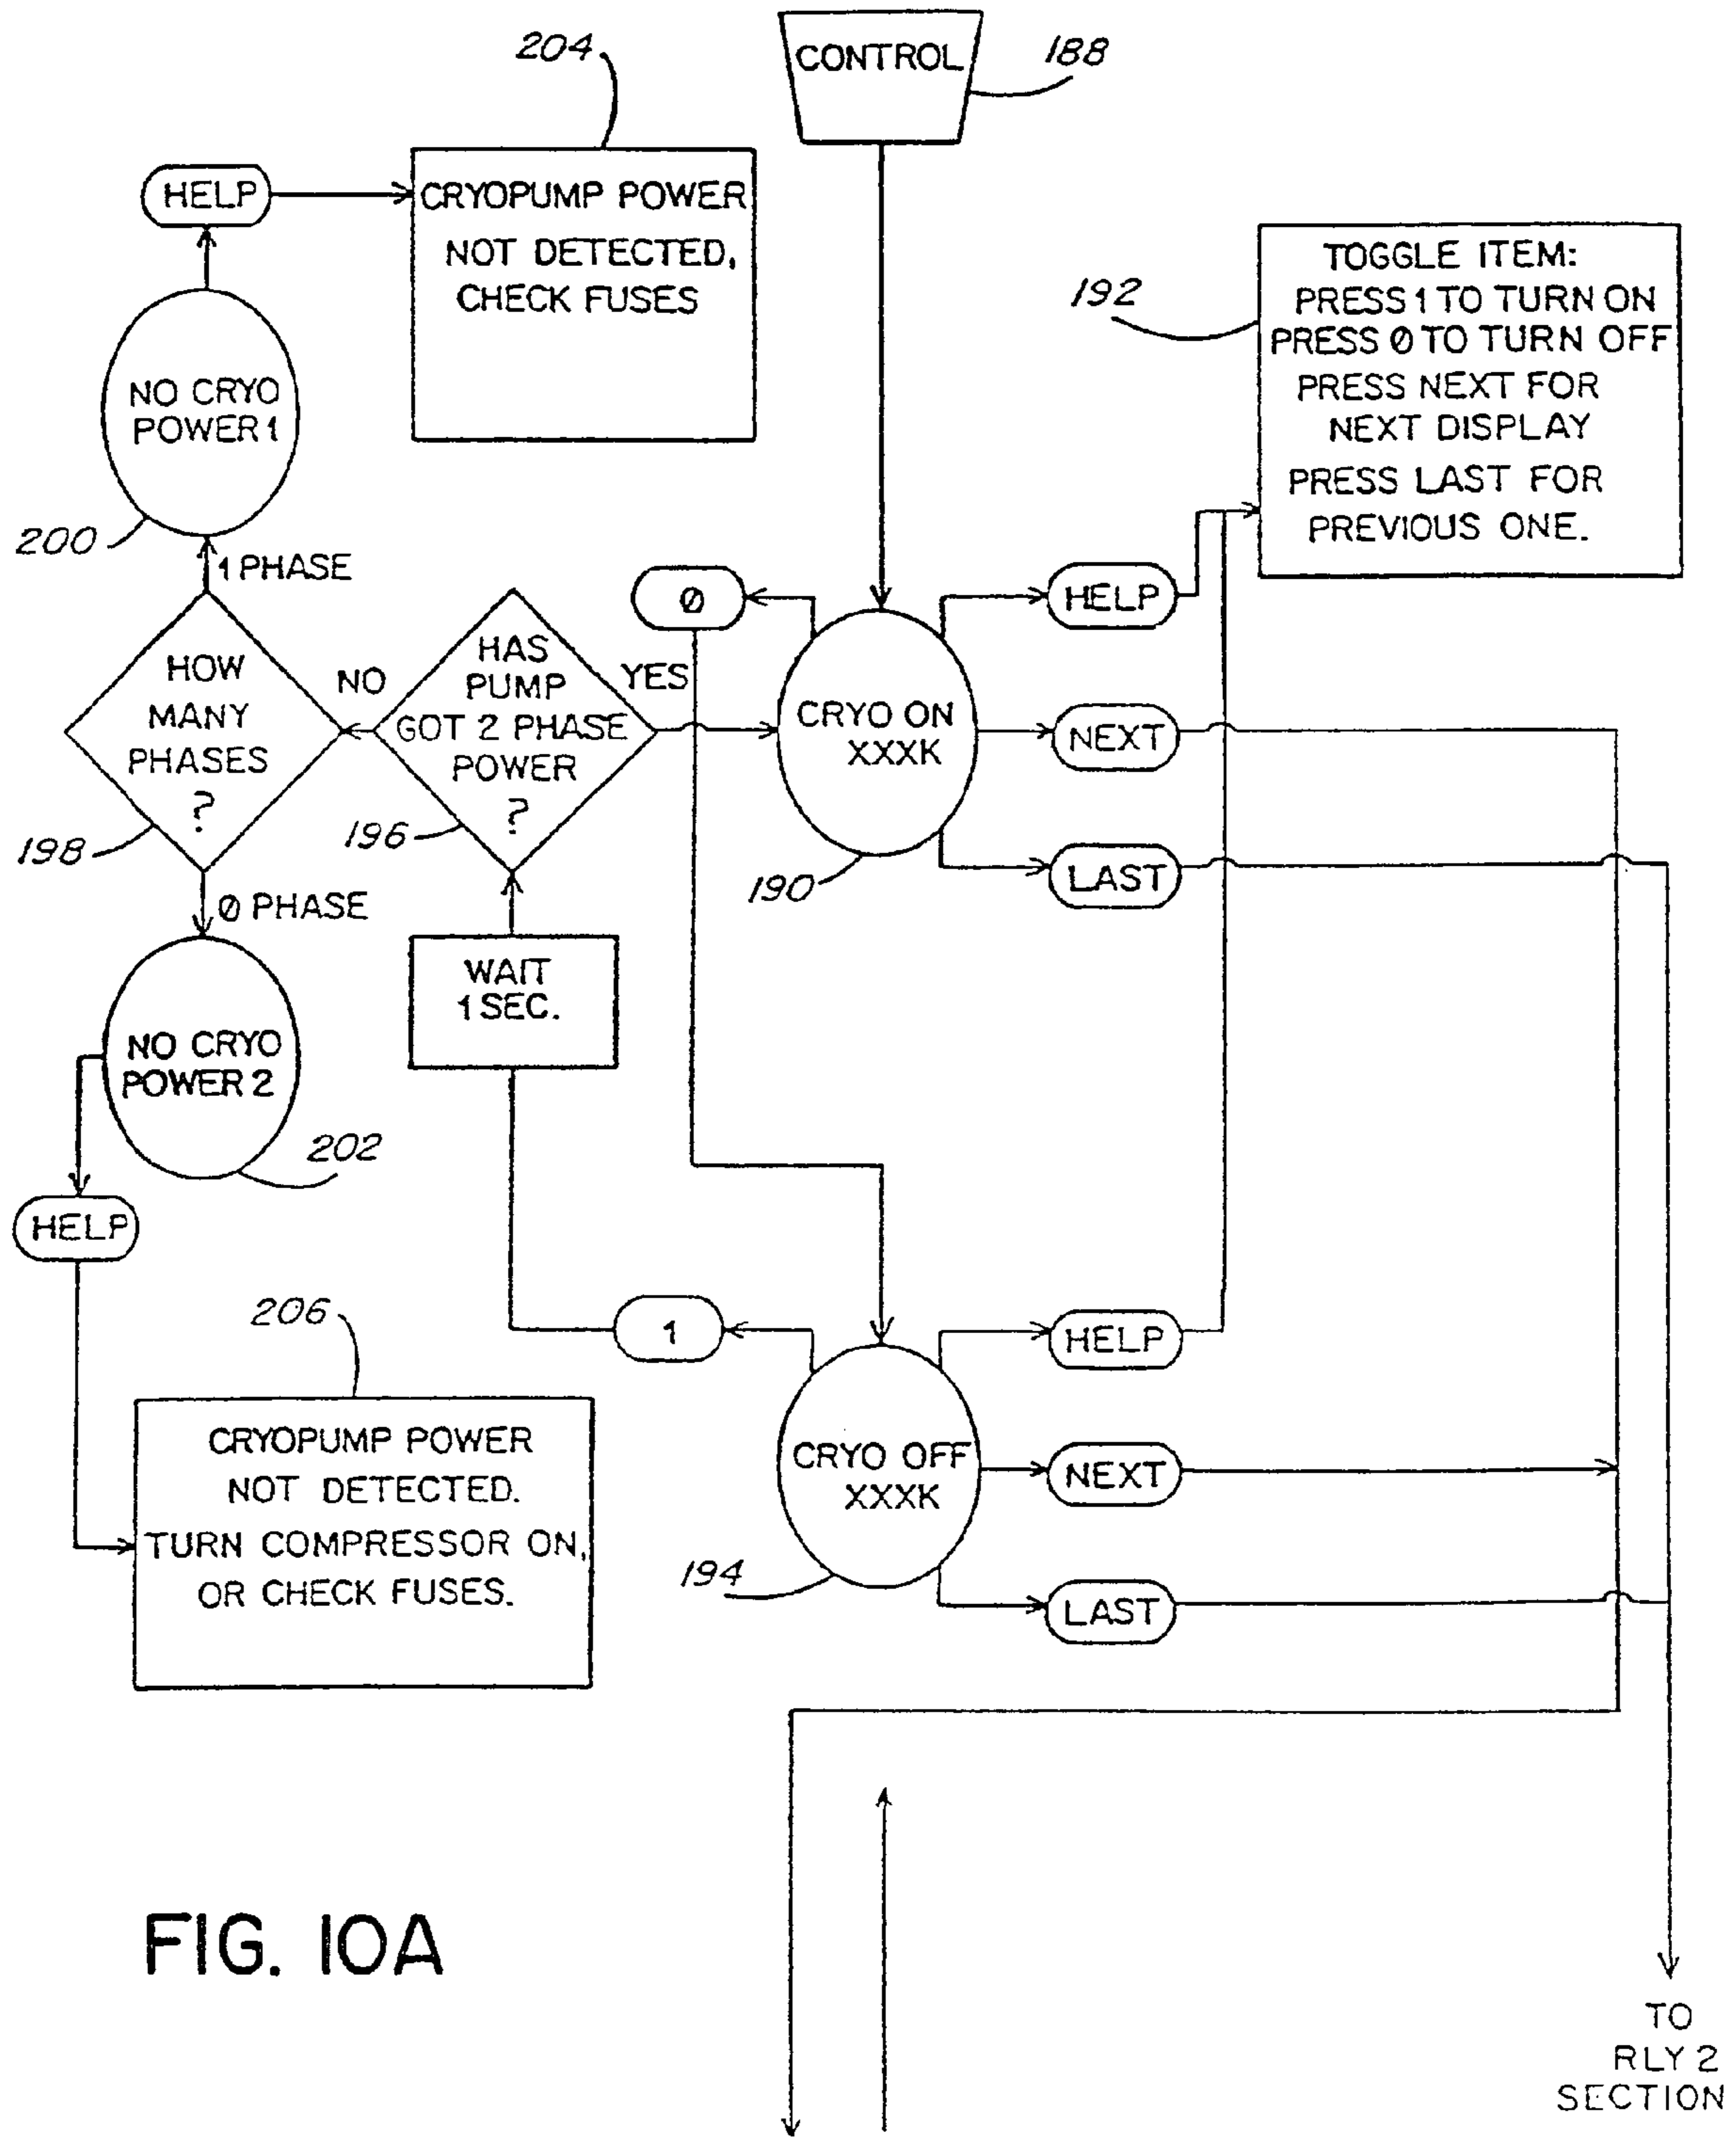 204
CONTROL
188
HELP
CRYOPUMP POWER
NOT DETECTED,
CHECK FUSES
192
TOGGLE ITEM:
PRESS 1 TO TURN ON
PRESS 0 TO TURN OFF
PRESS NEXT FOR
NEXT DISPLAY
PRESS LAST FOR
PREVIOUS ONE.
NO CRYO
POWER 1
200
1 PHASE
0
HELP
HOW
MANY
PHASES
?
198
NO
HAS
PUMP
GOT 2 PHASE
POWER
?
196
YES
CRYO ON
XXXK
190
NEXT
LAST
0 PHASE
WAIT
1 SEC.
NO CRYO
POWER 2
202
HELP
206
1
HELP
CRYOPUMP POWER
NOT DETECTED.
TURN COMPRESSOR ON,
OR CHECK FUSES.
CRYO OFF
XXXK
194
NEXT
LAST
FIG. 10A
TO
RLY 2
SECTION